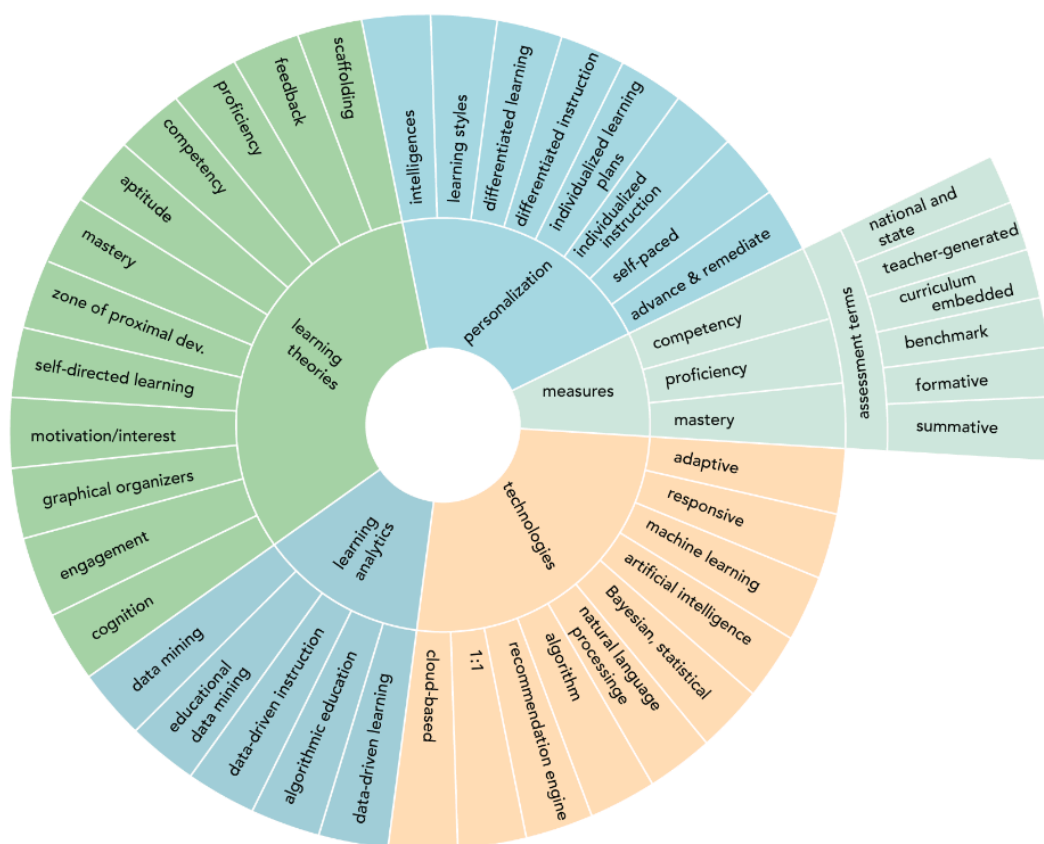 scaffolding
feedback
proficiency
competency
aptitude
mastery
zone of proximal dev.
self-directed learning
motivation/interest
graphical organizers
engagement
cognition
learning
theories
intelligences
learning styles
differentiated learning
differentiated instruction
individualized learning
plans
individualized
instruction
self-paced
advance & remediate
personalization
measures
competency
proficiency
mastery
assessment terms
national and
state
teacher-generated
curriculum
embedded
benchmark
formative
summative
technologies
adaptive
responsive
machine learning
artificial intelligence
Bayesian, statistical
natural language
processinge
algorithm
recommendation engine
1:1
cloud-based
learning
analytics
data-driven learning
algorithmic education
data-driven instruction
educational
data mining
data mining